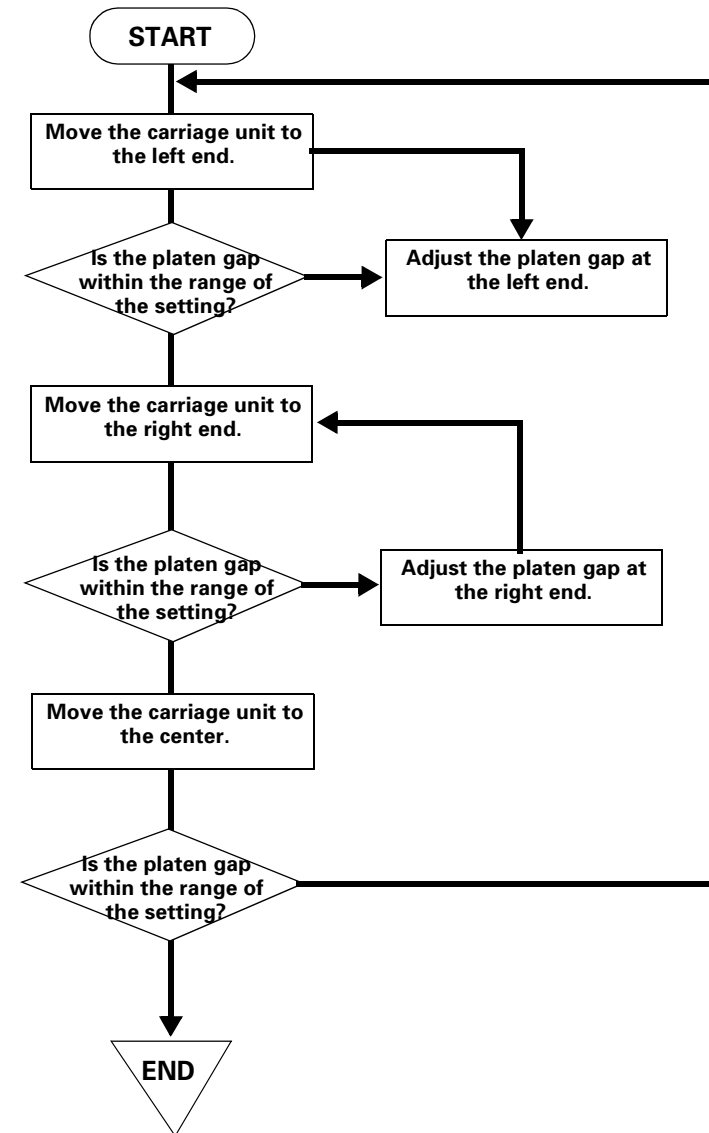 START
Move the carriage unit to
the left end.
Is the platen gap
within the range of
the setting?
Adjust the platen gap at
the left end.
Move the carriage unit to
the right end.
Is the platen gap
within the range of
the setting?
Adjust the platen gap at
the right end.
Move the carriage unit to
the center.
Is the platen gap
within the range of
the setting?
END